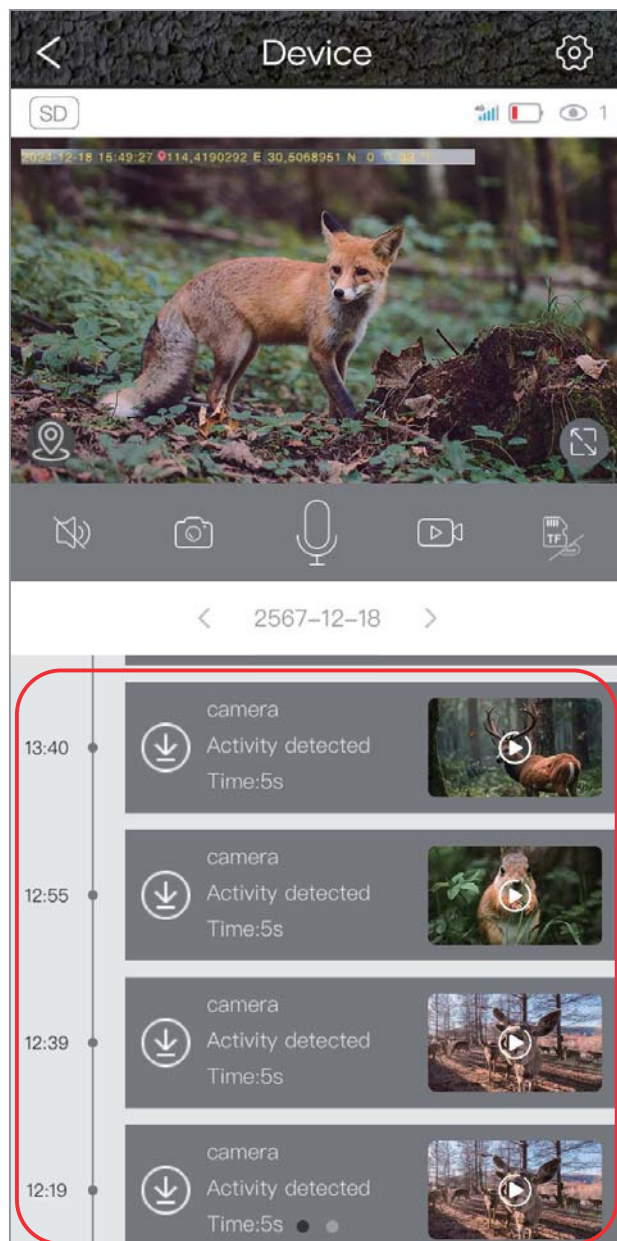 Device
SD
4G 1
2024-12-18 15:49:27 114,4190292 E 30,5068951 N 0
TF
2567-12-18
camera
13:40 Activity detected
Time:5s
camera
12:55 Activity detected
Time:5s
camera
12:39 Activity detected
Time:5s
camera
12:19 Activity detected
Time:5s